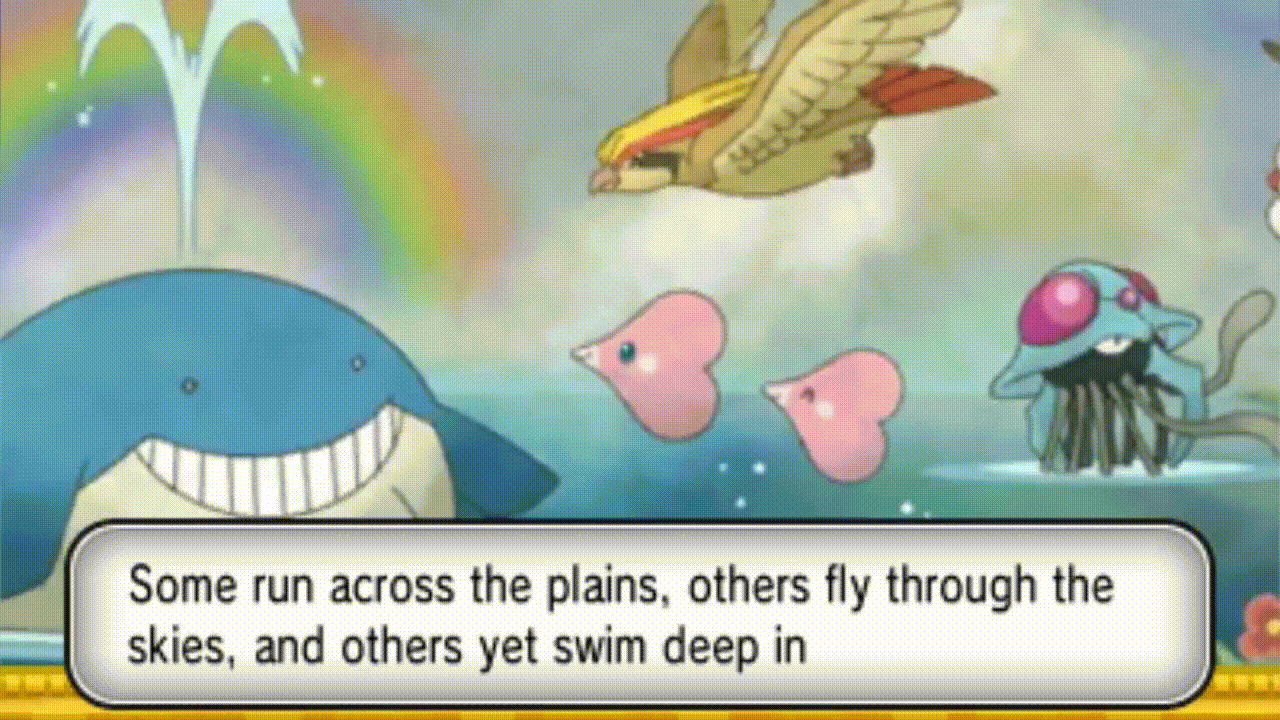 Some run across the plains, others fly through the
skies, and others yet swim deep in